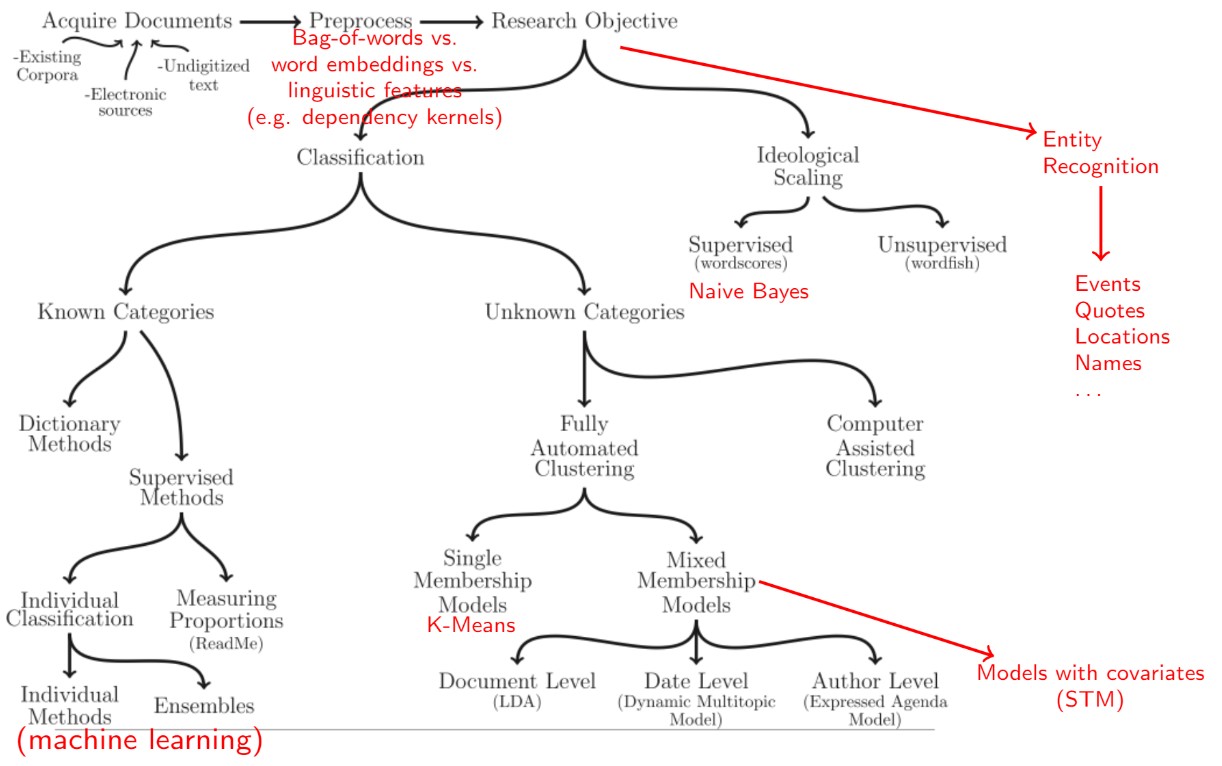 Acquire Documents
Preprocess
Research Objective
-Existing
Corpora
-Electronic
sources
-Undigitized
text
Bag-of-words vs.
word embeddings vs.
linguistic features
(e.g. dependency kernels)
Classification
Ideological
Scaling
Entity
Recognition
Supervised
(wordscores)
Naive Bayes
Unsupervised
(wordfish)
Events
Quotes
Locations
Names
...
Known Categories
Unknown Categories
Dictionary
Methods
Supervised
Methods
Fully
Automated
Clustering
Computer
Assisted
Clustering
Individual
Classification
Measuring
Proportions
(ReadMe)
Single
Membership
Models
K-Means
Mixed
Membership
Models
Individual
Methods
(machine learning)
Ensembles
Document Level
(LDA)
Date Level
(Dynamic Multitopic
Model)
Author Level
(Expressed Agenda
Model)
Models with covariates
(STM)